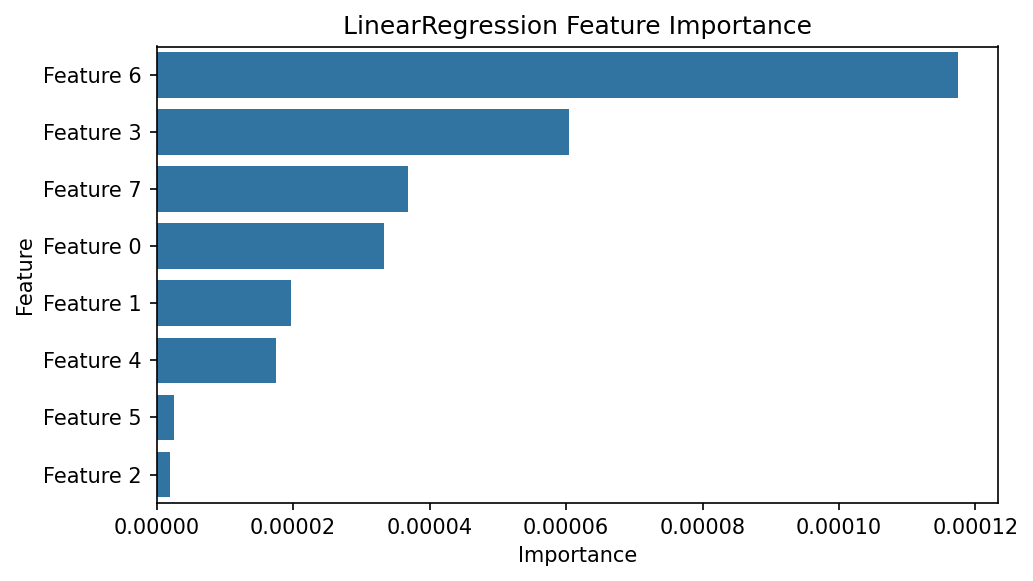 LinearRegression Feature Importance
Feature
Feature 6
Feature 3
Feature 7
Feature 0
Feature 1
Feature 4
Feature 5
Feature 2
0.00000 0.00002 0.00004 0.00006 0.00008 0.00010 0.00012
Importance